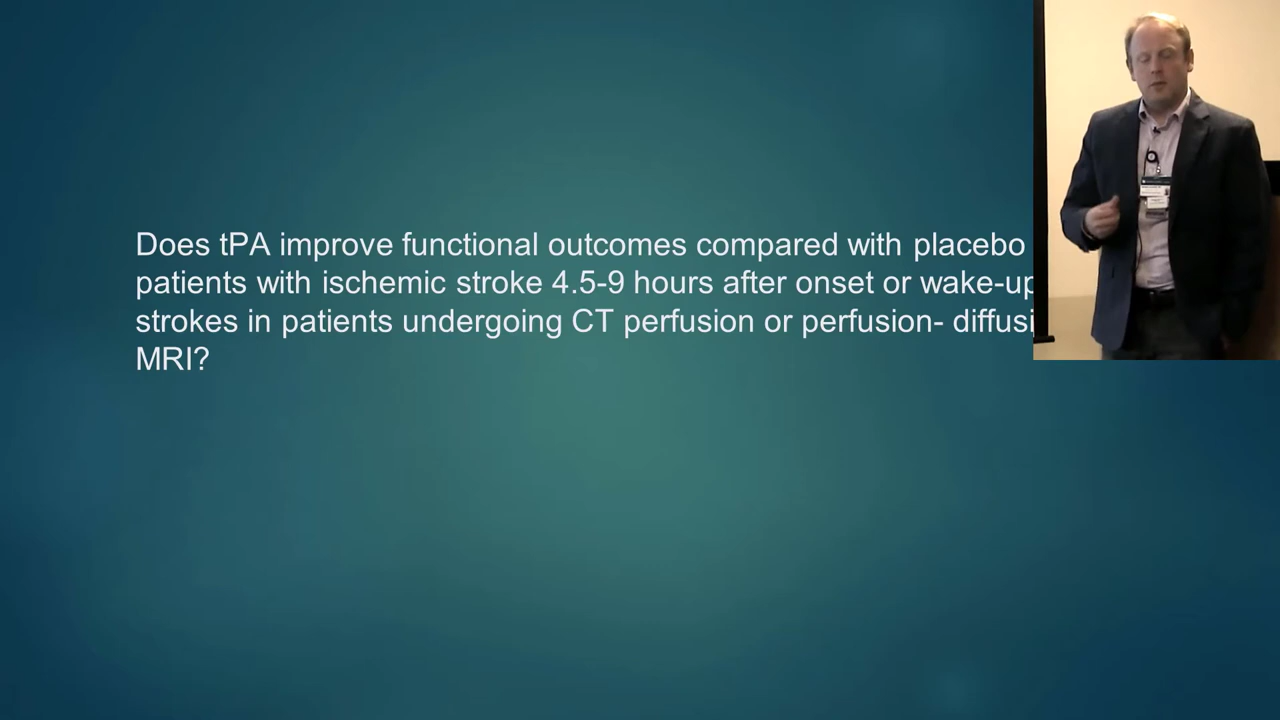 Does tPA improve functional outcomes compared with placebo
patients with ischemic stroke 4.5-9 hours after onset or wake-up
strokes in patients undergoing CT perfusion or perfusion- diffusi
MRI?